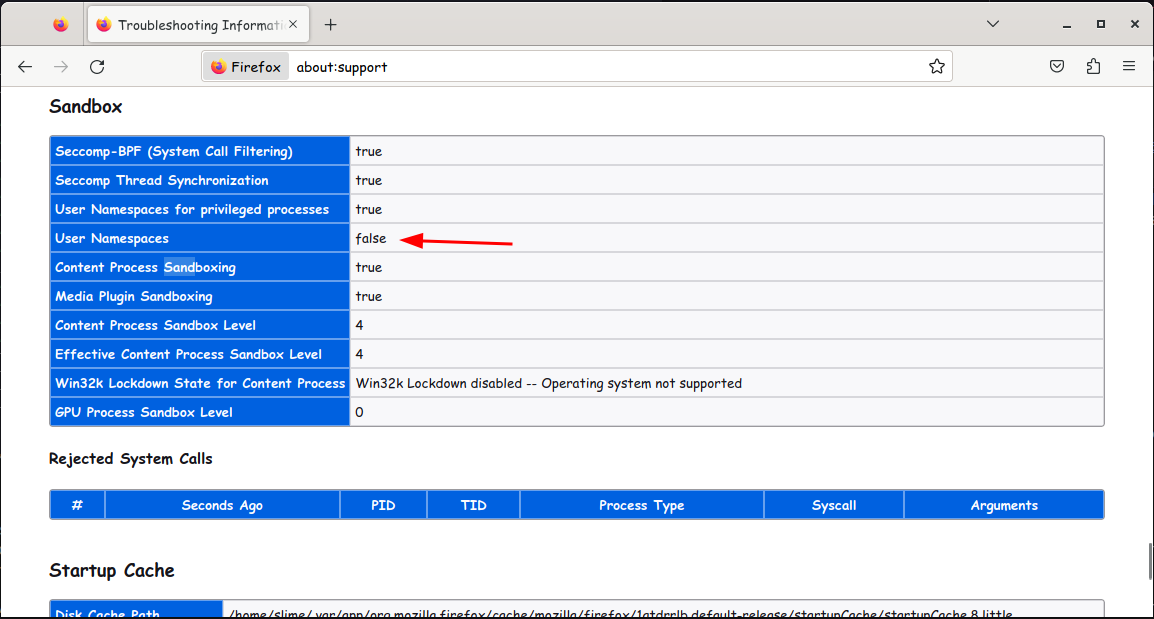 Troubleshooting Informati
Firefox about:support
Sandbox
Seccomp-BPF (System Call Filtering) true
Seccomp Thread Synchronization true
User Namespaces for privileged processes true
User Namespaces false
Content Process Sandboxing true
Media Plugin Sandboxing true
Content Process Sandbox Level 4
Effective Content Process Sandbox Level 4
Win32k Lockdown State for Content Process Win32k Lockdown disabled -- Operating system not supported
GPU Process Sandbox Level 0
Rejected System Calls
# Seconds Ago PID TID Process Type Syscall Arguments
Startup Cache
Disk Cache Path /home/slime/.var/app/org.mozilla.firefox/cache/mozilla/firefox/1atdrrlb.default-release/startupCache/startupCache.8.little